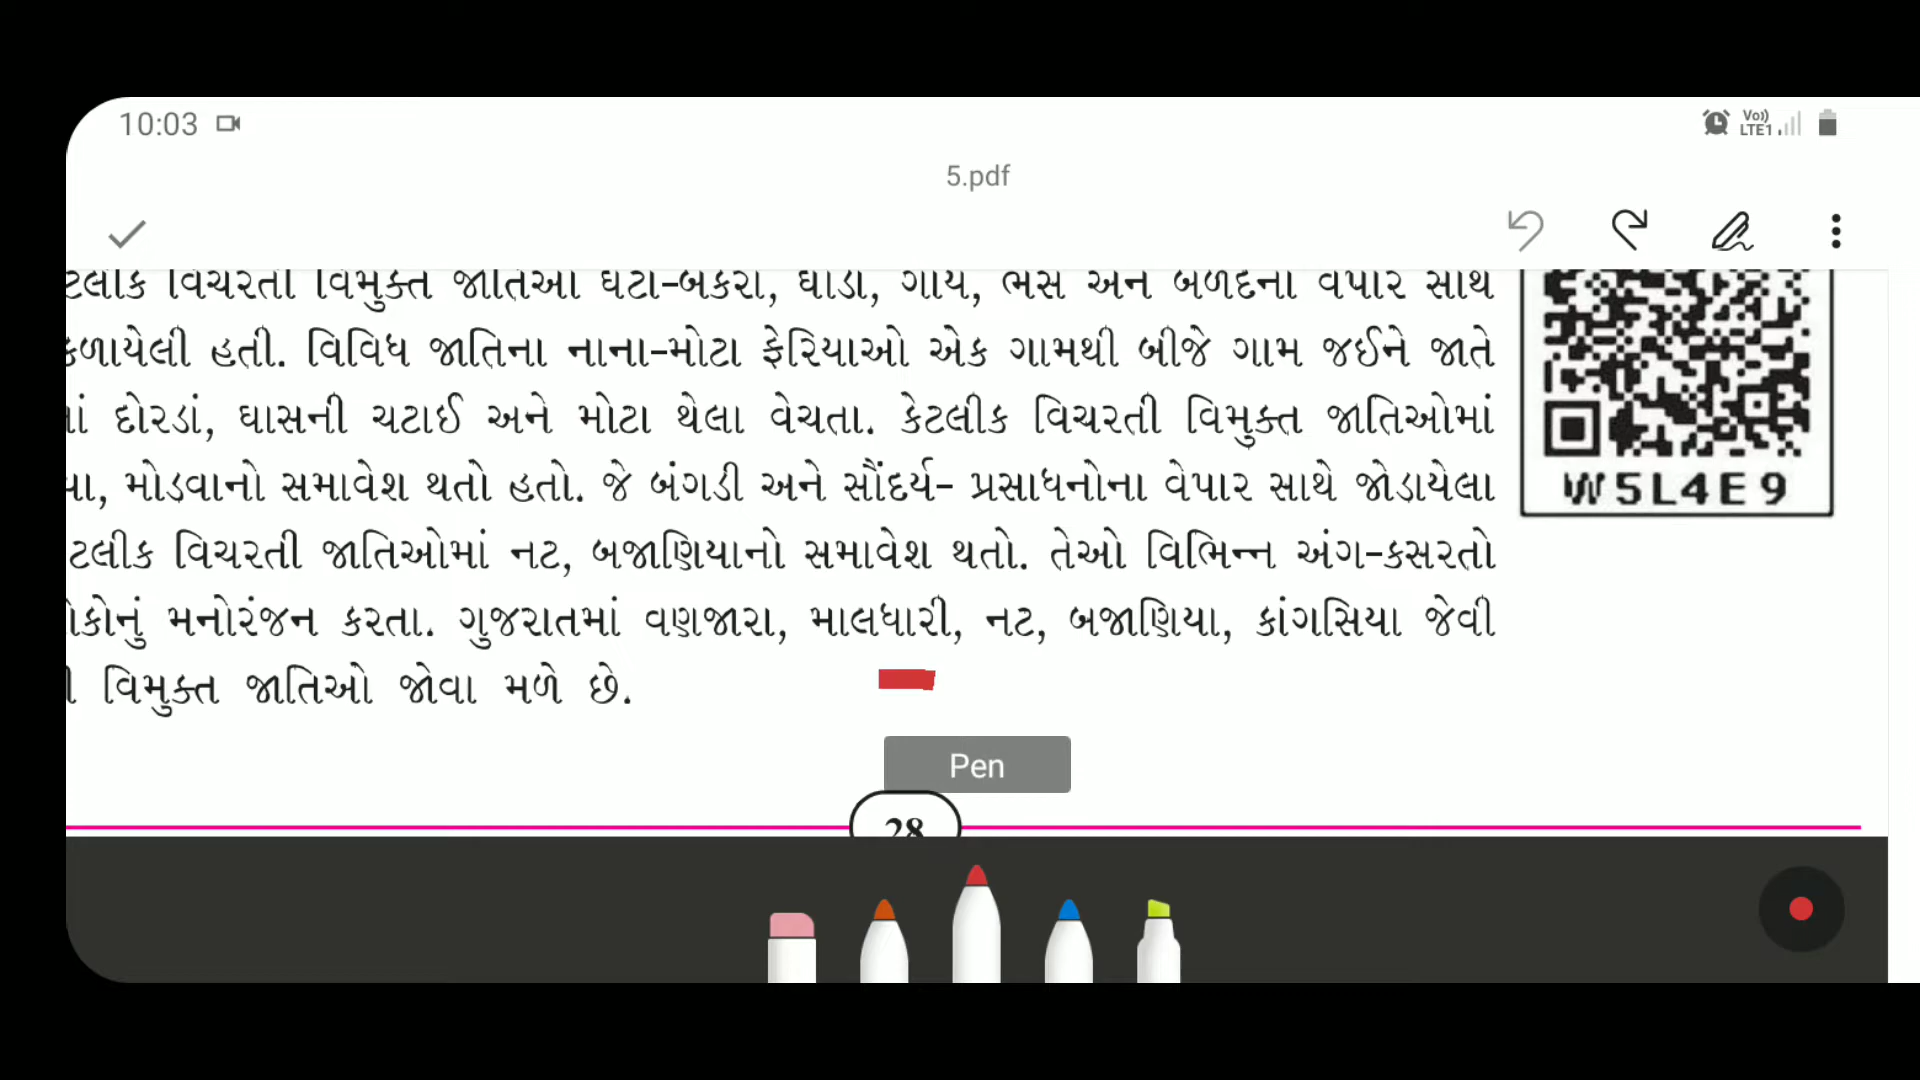 10:03
Vo)) LTE1
5.pdf
વિચરતી વિમુક્ત જાતિઓ ઘેટાં-બકરાં, ઘોડા, ગાય, ભેંસ અને બળદના વેપાર સાથે
હતી. વિવિધ જાતિના નાના-મોટા ફેરિયાઓ એક ગામથી બીજે ગામ જઈને જાતે
દોરડાં, ઘાસની ચટાઈ અને મોટા થેલા વેચતા. કેટલીક વિચરતી વિમુક્ત જાતિઓમાં
મોડવાનો સમાવેશ થતો હતો. જે બંગડી અને સૌંદર્ય- પ્રસાધનોના વેપાર સાથે જોડાયેલા
વિચરતી જાતિઓમાં નટ, બજાણિયાનો સમાવેશ થતો. તેઓ વિભિન્ન અંગ-કસરતો
મનોરંજન કરતા. ગુજરાતમાં વણજારા, માલધારી, નટ, બજાણિયા, કાંગસિયા જેવી
વિમુક્ત જાતિઓ જોવા મળે છે.
W5L4E9
Pen
28